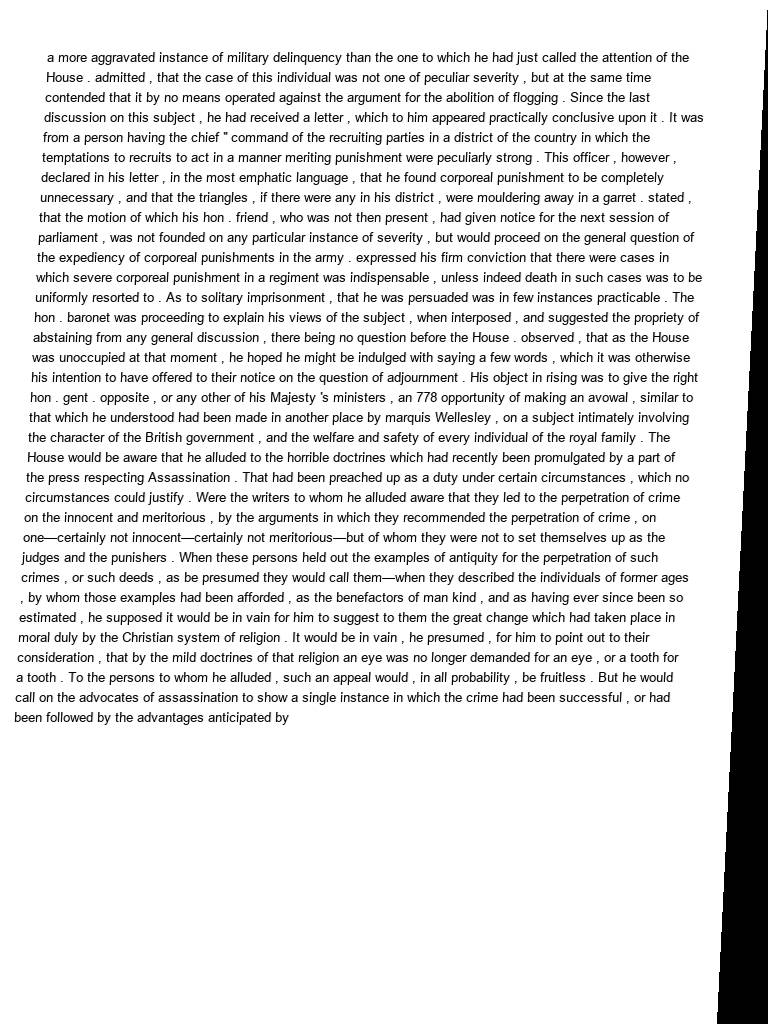 a more aggravated instance of military delinquency than the one to which he had just called the attention of the
House . admitted , that the case of this individual was not one of peculiar severity , but at the same time
contended that it by no means operated against the argument for the abolition of flogging . Since the last
discussion on this subject , he had received a letter , which to him appeared practically conclusive upon it . It was
from a person having the chief " command of the recruiting parties in a district of the country in which the
temptations to recruits to act in a manner meriting punishment were peculiarly strong . This officer , however ,
declared in his letter , in the most emphatic language , that he found corporeal punishment to be completely
unnecessary , and that the triangles , if there were any in his district , were mouldering away in a garret . stated ,
that the motion of which his hon . friend , who was not then present , had given notice for the next session of
parliament , was not founded on any particular instance of severity , but would proceed on the general question of
the expediency of corporeal punishments in the army . expressed his firm conviction that there were cases in
which severe corporeal punishment in a regiment was indispensable , unless indeed death in such cases was to be
uniformly resorted to . As to solitary imprisonment , that he was persuaded was in few instances practicable . The
hon . baronet was proceeding to explain his views of the subject , when interposed , and suggested the propriety of
abstaining from any general discussion , there being no question before the House . observed , that as the House
was unoccupied at that moment , he hoped he might be indulged with saying a few words , which it was otherwise
his intention to have offered to their notice on the question of adjournment . His object in rising was to give the right
hon . gent . opposite , or any other of his Majesty 's ministers , an 778 opportunity of making an avowal , similar to
that which he understood had been made in another place by marquis Wellesley , on a subject intimately involving
the character of the British government , and the welfare and safety of every individual of the royal family . The
House would be aware that he alluded to the horrible doctrines which had recently been promulgated by a part of
the press respecting Assassination . That had been preached up as a duty under certain circumstances , which no
circumstances could justify . Were the writers to whom he alluded aware that they led to the perpetration of crime
on the innocent and meritorious , by the arguments in which they recommended the perpetration of crime , on
one—certainly not innocent—certainly not meritorious—but of whom they were not to set themselves up as the
judges and the punishers . When these persons held out the examples of antiquity for the perpetration of such
crimes , or such deeds , as be presumed they would call them—when they described the individuals of former ages
, by whom those examples had been afforded , as the benefactors of man kind , and as having ever since been so
estimated , he supposed it would be in vain for him to suggest to them the great change which had taken place in
moral duly by the Christian system of religion . It would be in vain , he presumed , for him to point out to their
consideration , that by the mild doctrines of that religion an eye was no longer demanded for an eye , or a tooth for
a tooth . To the persons to whom he alluded , such an appeal would , in all probability , be fruitless . But he would
call on the advocates of assassination to show a single instance in which the crime had been successful , or had
been followed by the advantages anticipated by